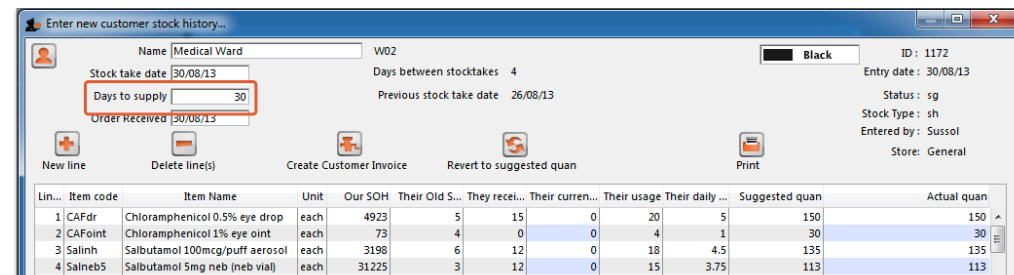 Enter new customer stock history...
Name Medical Ward W02 Black ID : 1172
Stock take date 30/08/13 Days between stocktakes 4 Entry date : 30/08/13
Days to supply 30 Previous stock take date 26/08/13 Status : sg
Order Received 30/08/13 Stock Type : sh
Entered by : Sussol
Store: General
New line Delete line(s) Create Customer Invoice Revert to suggested quan Print
Lin... Item code Item Name Unit Our SOH Their Old S... They recei... Their curren... Their usage Their daily ... Suggested quan Actual quan
1 CAFdr Chloramphenicol 0.5% eye drop each 4923 5 15 0 20 5 150 150
2 CAFoint Chloramphenicol 1% eye oint each 73 4 0 0 4 1 30 30
3 Salinh Salbutamol 100mcg/puff aerosol each 3198 6 12 0 18 4.5 135 135
4 Salneb5 Salbutamol 5mg neb (neb vial) each 31225 3 12 0 15 3.75 113 113